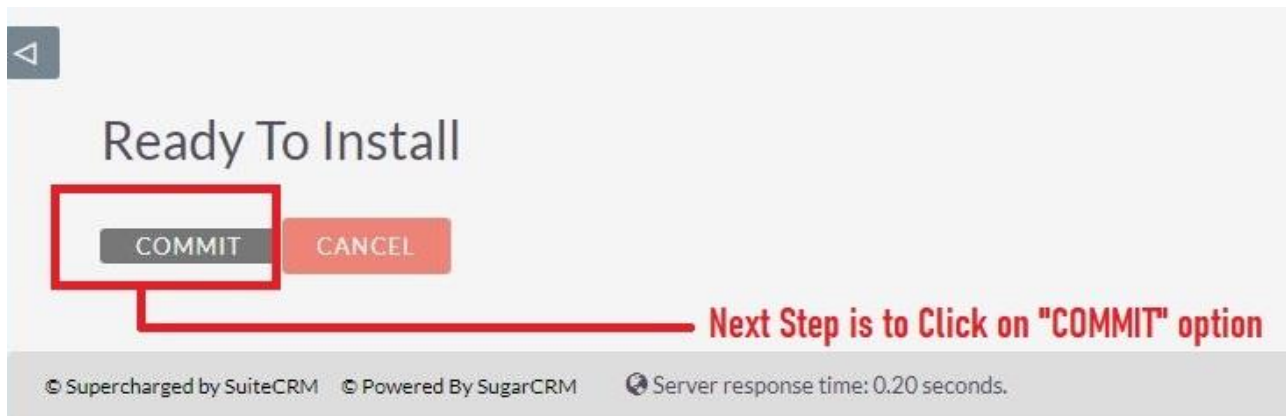 Ready To Install
COMMIT CANCEL
Next Step is to Click on "COMMIT" option
© Supercharged by SuiteCRM © Powered By SugarCRM Server response time: 0.20 seconds.